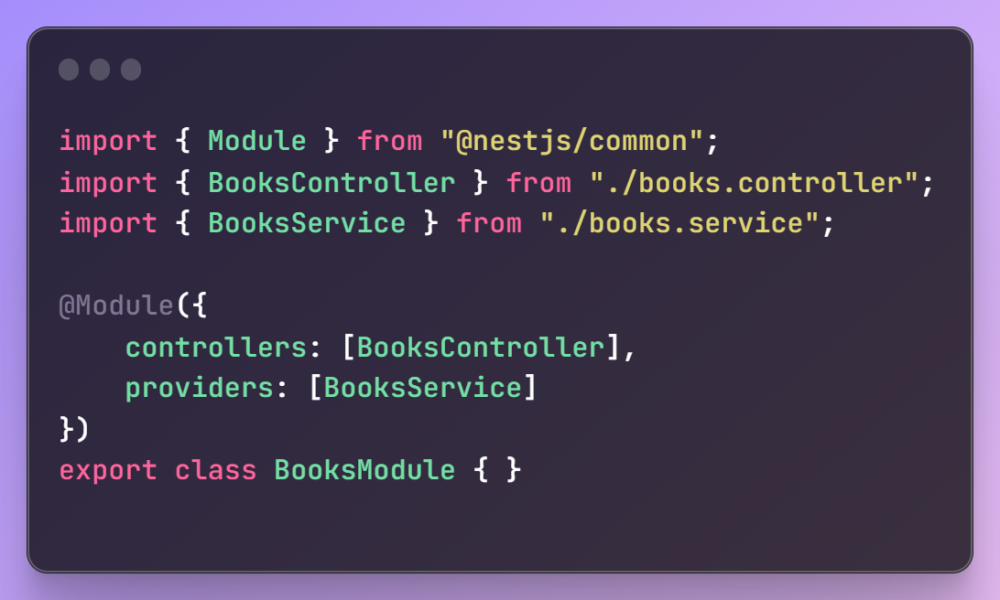 import { Module } from "@nestjs/common";
import { BooksController } from "./books.controller";
import { BooksService } from "./books.service";

@Module({
    controllers: [BooksController],
    providers: [BooksService]
})
export class BooksModule { }